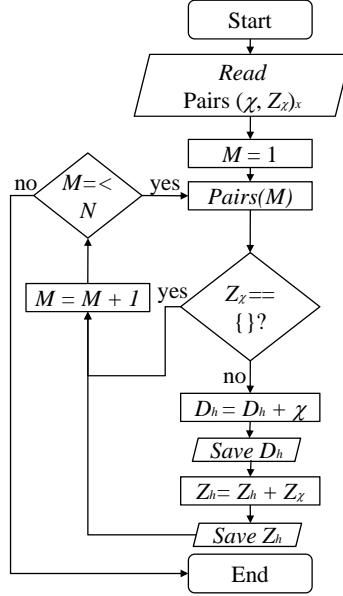 Start
Read
Pairs (χ, Zχ)x
M = 1
no
M=<
N
yes
Pairs(M)
M = M + 1
yes
Zχ==
{}?
no
Dh = Dh + χ
Save Dh
Zh= Zh + Zχ
Save Zh
End